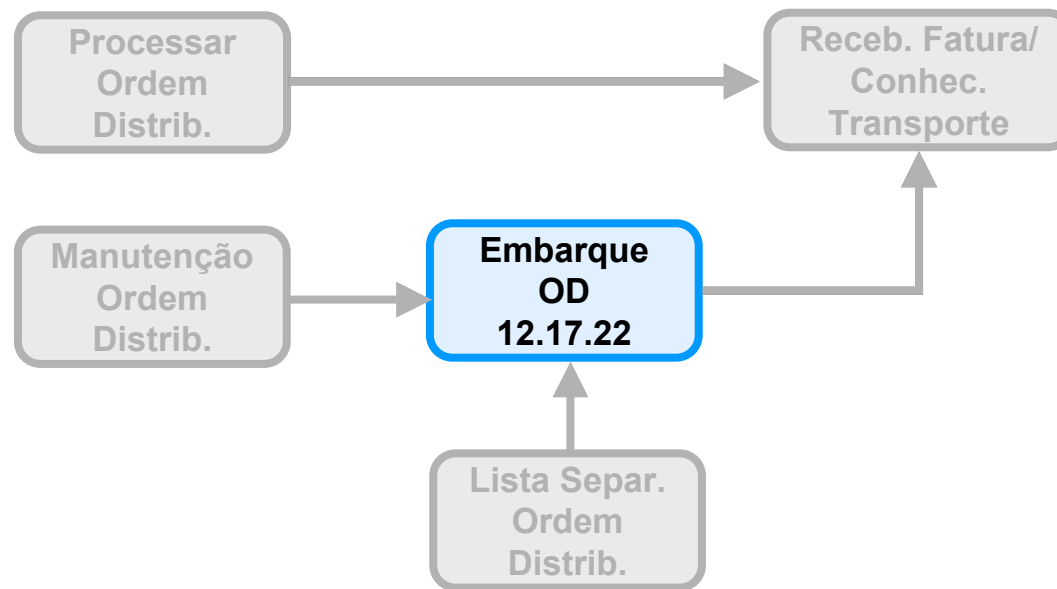 Processar
Ordem
Distrib.
Receb. Fatura/
Conhec.
Transporte
Manutenção
Ordem
Distrib.
Embarque
OD
12.17.22
Lista Separ.
Ordem
Distrib.